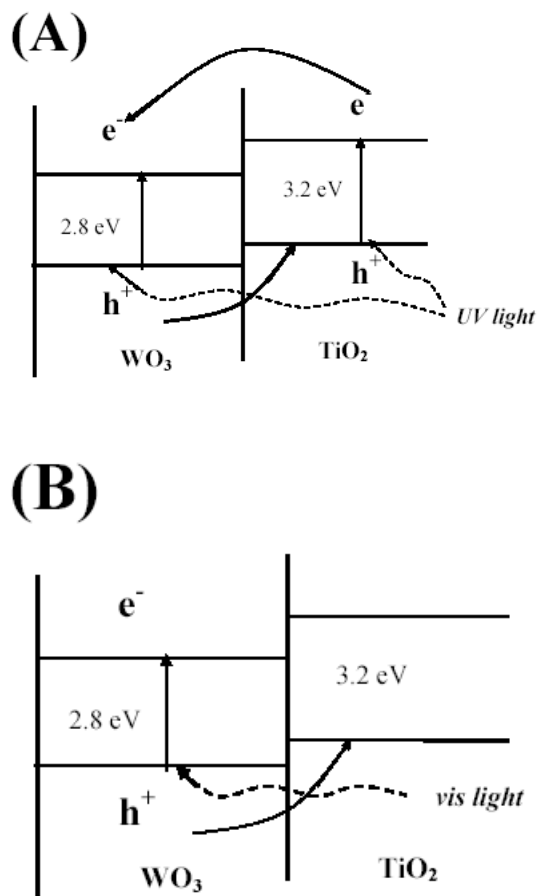 (A)
e⁻
e
2.8 eV
3.2 eV
h⁺
h⁺
UV light
WO₃
TiO₂
(B)
e⁻
2.8 eV
3.2 eV
h⁺
vis light
WO₃
TiO₂